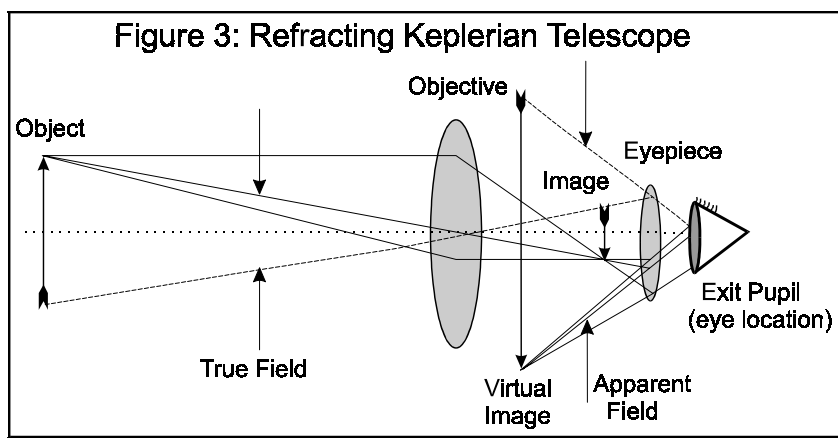 Figure 3: Refracting Keplerian Telescope
Objective
Object
Eyepiece
Image
Exit Pupil
(eye location)
True Field
Virtual
Image
Apparent
Field